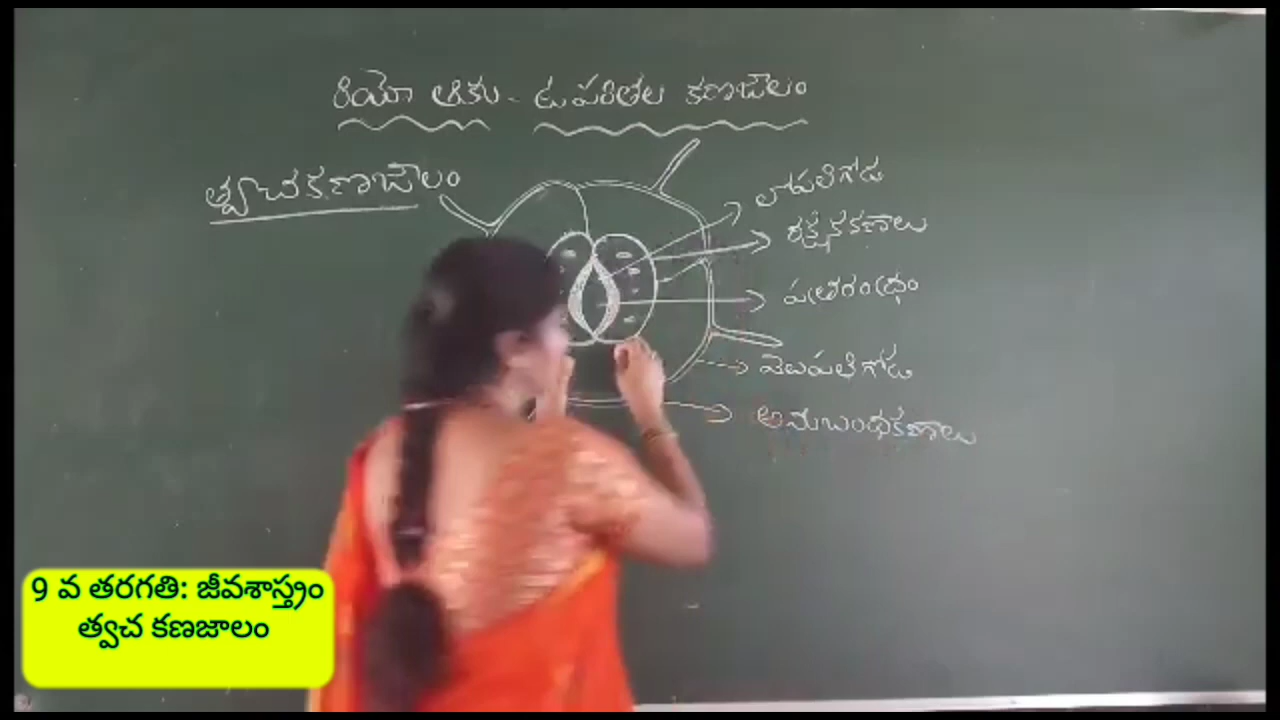 రియో ఆకు - ఉపరితల కణజాలం
త్వచకణజాలం
లోపలిగోడ
రక్షకకణాలు
పత్రరంధ్రం
వెలుపలిగోడ
అనుబంధకణాలు
9 వ తరగతి: జీవశాస్త్రం
త్వచ కణజాలం